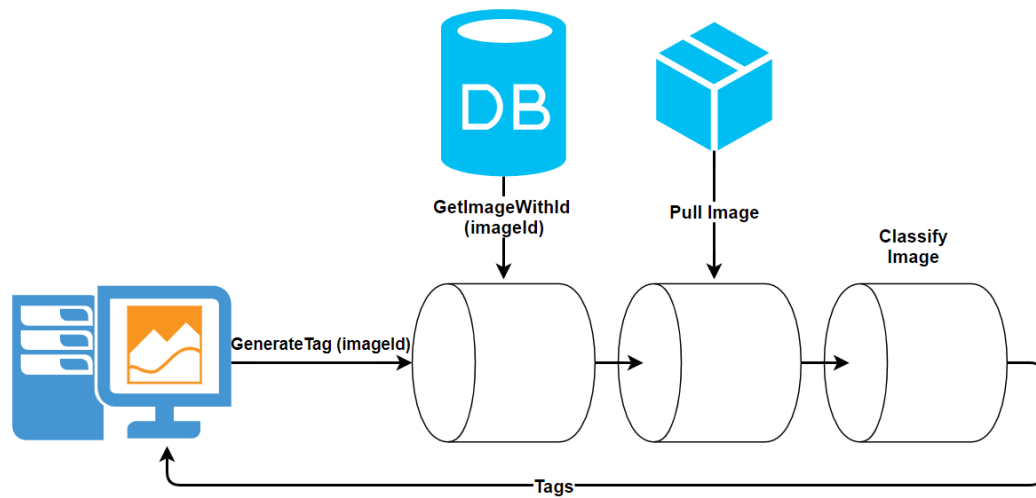 DB
GetImageWithId
(imageId)
Pull Image
Classify
Image
GenerateTag (imageId)
Tags